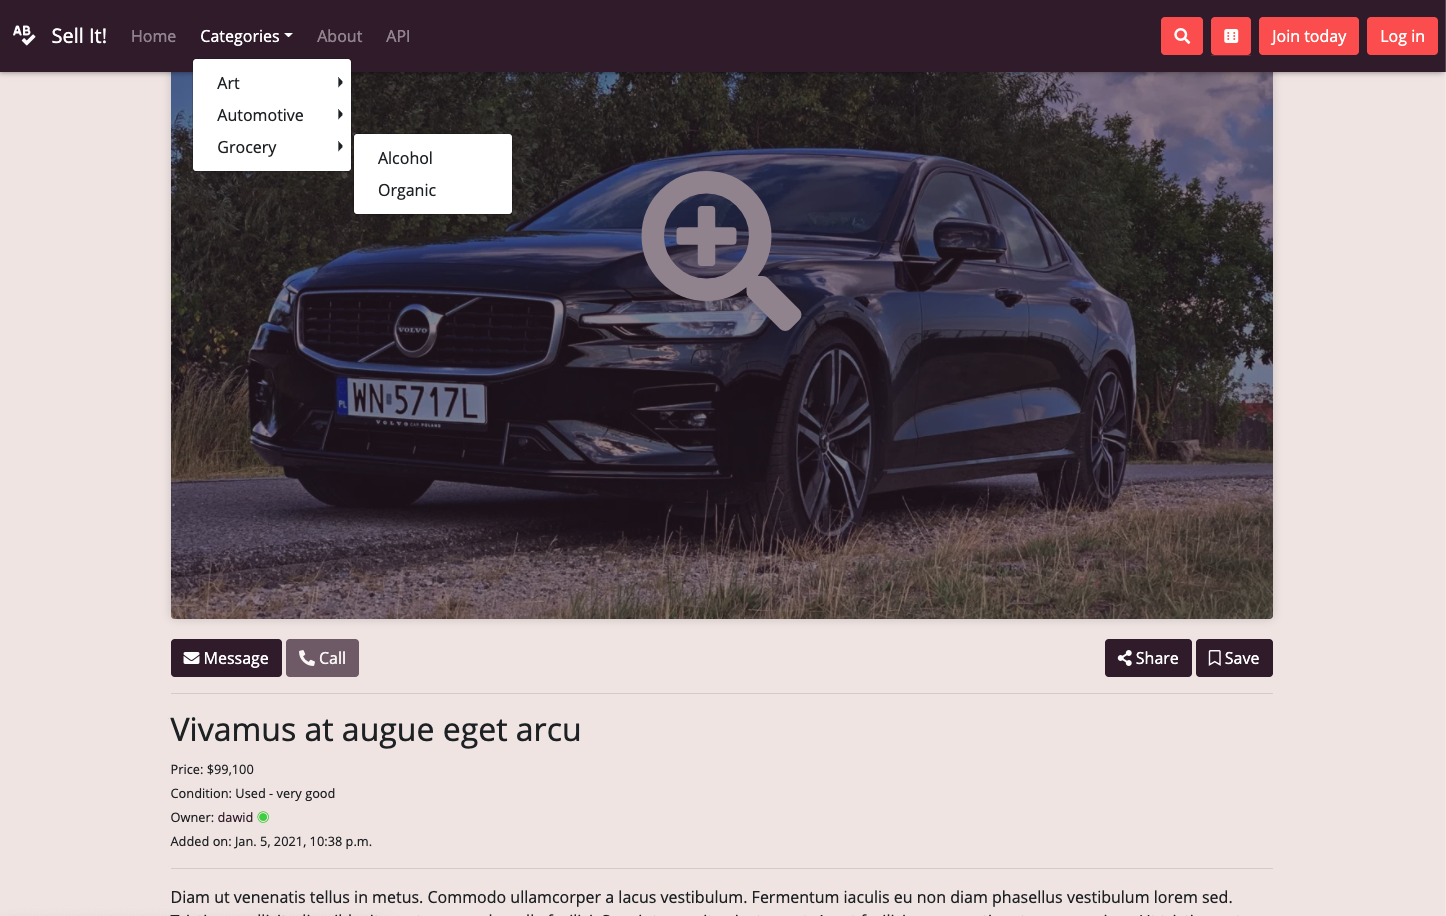 Sell It!
Home
Categories
About
API
Join today
Log in
Art
Automotive
Grocery
Alcohol
Organic
VOLVO
PL
WN 5717L
VOLVO CAR POLAND
Message
Call
Share
Save
Vivamus at augue eget arcu
Price: $99,100
Condition: Used - very good
Owner: dawid
Added on: Jan. 5, 2021, 10:38 p.m.
Diam ut venenatis tellus in metus. Commodo ullamcorper a lacus vestibulum. Fermentum iaculis eu non diam phasellus vestibulum lorem sed.